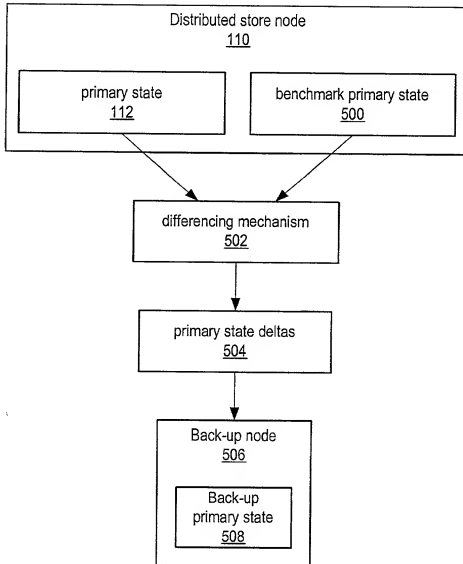 Distributed store node
110
primary state
112
benchmark primary state
500
differencing mechanism
502
primary state deltas
504
Back-up node
506
Back-up
primary state
508